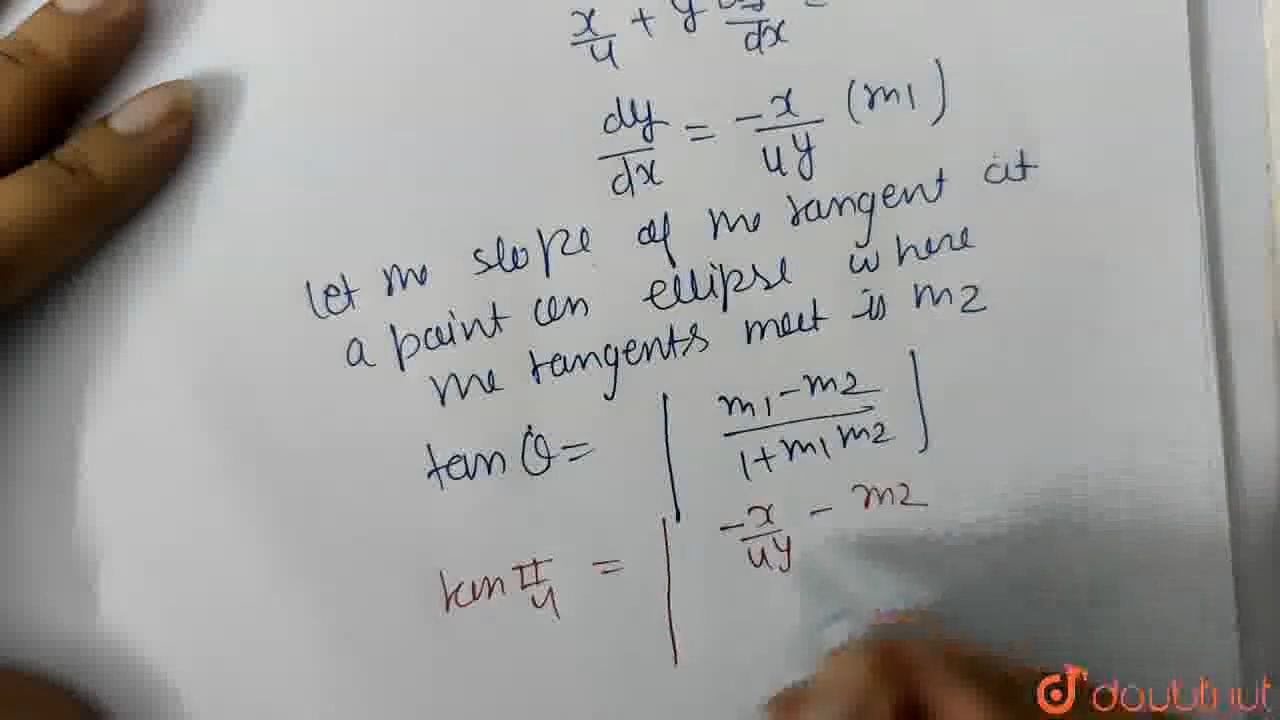 x/4 + y dy/dx =
dy/dx = -x/4y (m1)
let the slope of the tangent at
a point on ellipse where
the tangents meet is m2
tan θ = | m1-m2 / 1+m1m2 |
tan π/4 = | -x/4y - m2
doubtnut